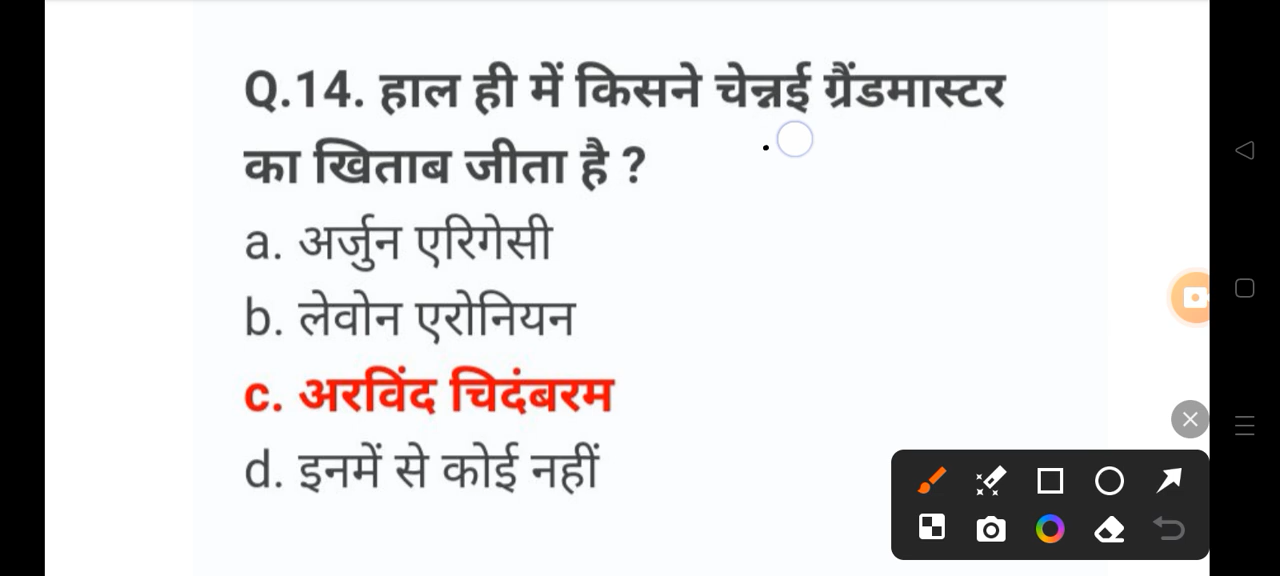 Q.14. हाल ही में किसने चेन्नई ग्रैंडमास्टर
का खिताब जीता है ?
a. अर्जुन एरिगेसी
b. लेवोन एरोनियन
c. अरविंद चिदंबरम
d. इनमें से कोई नहीं